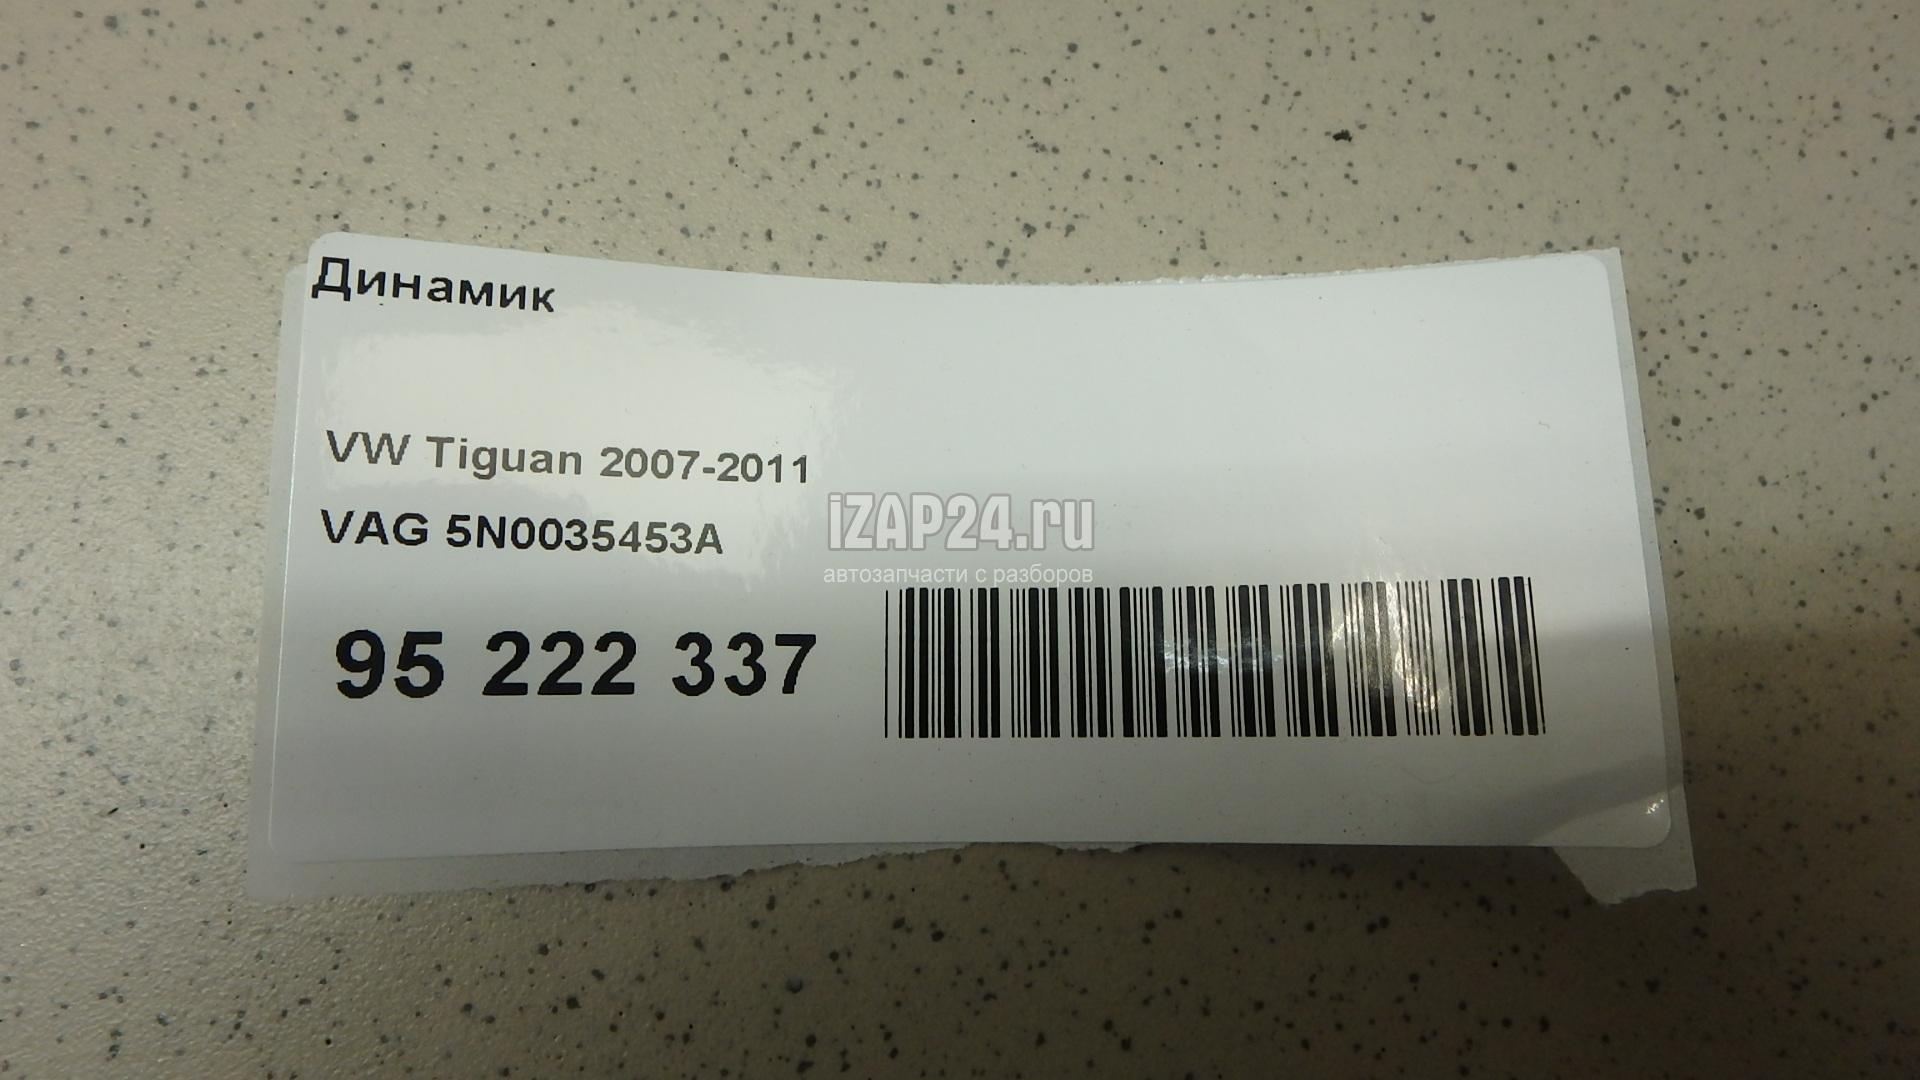 Динамик
VW Tiguan 2007-2011
VAG 5N0035453A
iZAP24.ru
автозапчасти с разборов
95 222 337